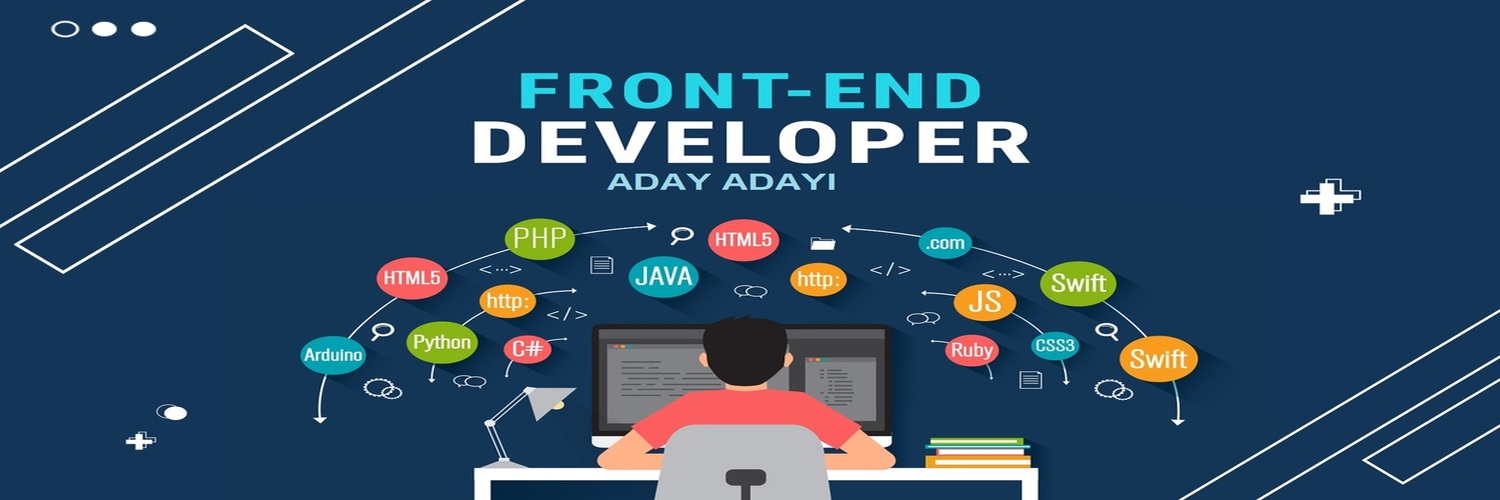 FRONT-END
DEVELOPER
ADAY ADAYI
PHP
HTML5
.com
HTML5
JAVA
http:
</>
<...>
<...>
Swift
http:
JS
</>
Python
C#
Ruby
CSS3
Arduino
Swift